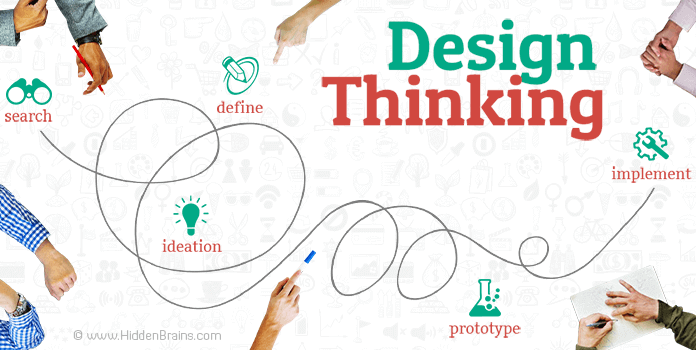 Design
Thinking
search
define
ideation
implement
prototype
© www.HiddenBrains.com